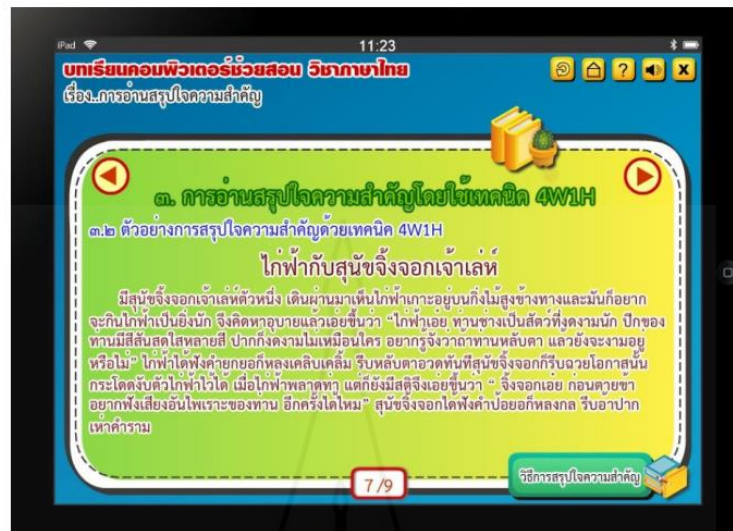 iPad
11:23
บทเรียนคอมพิวเตอร์ช่วยสอน วิชาภาษาไทย
?
x
เรื่อง..การอ่านสรุปใจความสำคัญ
๓. การอ่านสรุปใจความสำคัญโดยใช้เทคนิค 4W1H
๓.๒ ตัวอย่างการสรุปใจความสำคัญด้วยเทคนิค 4W1H
ไก่ฟ้ากับสุนัขจิ้งจอกเจ้าเล่ห์
มีสุนัขจิ้งจอกเจ้าเล่ห์ตัวหนึ่ง เดินผ่านมาเห็นไก่ฟ้าเกาะอยู่บนกิ่งไม้สูงข้างทางและมันก็อยาก
จะกินไก่ฟ้าเป็นยิ่งนัก จึงคิดหาอุบายแล้วเอ่ยขึ้นว่า “ไก่ฟ้าเอ่ย ท่านช่างเป็นสัตว์ที่งดงามนัก ปีกของ
ท่านมีสีสันสดใสหลายสี ปากก็งดงามไม่เหมือนใคร อยากรู้จังว่าถ้าท่านหลับตา แล้วยังจะงามอยู่
หรือไม่” ไก่ฟ้าได้ฟังคำยกยอก็หลงเคลิบเคลิ้ม รีบหลับตาอวดทันทีสุนัขจิ้งจอกก็รีบฉวยโอกาสนั้น
กระโดดงับตัวไก่ฟ้าไว้ได้ เมื่อไก่ฟ้าพลาดท่า แต่ก็ยังมีสติจึงเอ่ยขึ้นว่า “ จิ้งจอกเอ่ย ก่อนตายข้า
อยากฟังเสียงอันไพเราะของท่าน อีกครั้งได้ไหม” สุนัขจิ้งจอกได้ฟังคำป้อยอก็หลงกล รีบอ้าปาก
เห่าคำราม
7 /9
วิธีการสรุปใจความสำคัญ